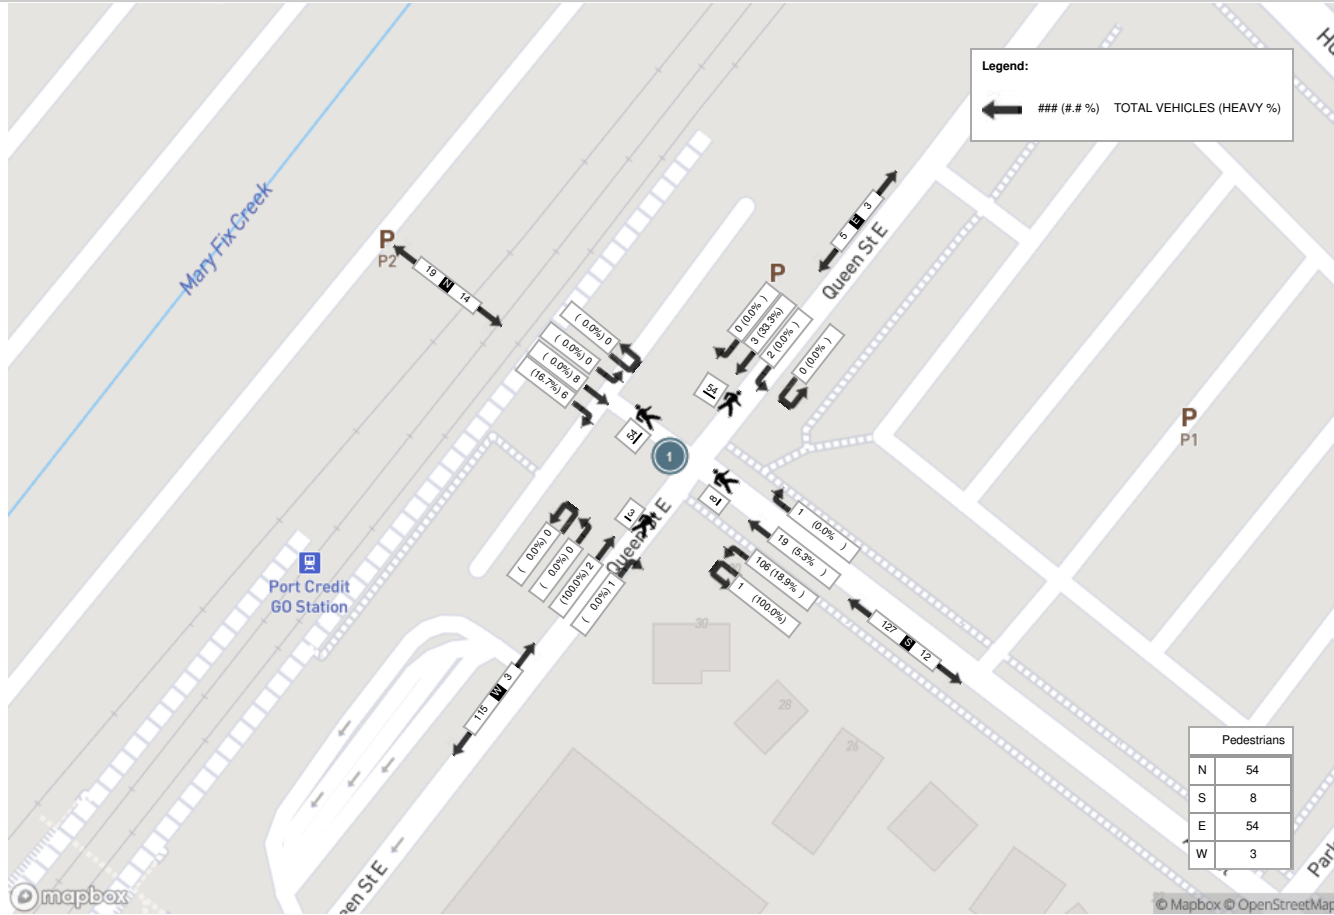 Legend:
### (#.# %) TOTAL VEHICLES (HEAVY %)
Mary Fix Creek
P
P2
19 N 14
5 E 3
Queen St E
P
0 (0.0% )
3 (33.3%)
2 (0.0% )
0 (0.0% )
( 0.0%) 0
( 0.0%) 0
( 0.0%) 8
(16.7%) 6
54
54
1
8
3
P
P1
Port Credit
GO Station
Queen St E
( 0.0%) 0
( 0.0%) 0
(100.0%) 2
( 0.0%) 1
1 (0.0% )
19 (5.3% )
106 (18.9% )
1 (100.0%)
127 S 12
115 W 3
30
28
26
Pedestrians
N 54
S 8
E 54
W 3
mapbox
© Mapbox © OpenStreetMap